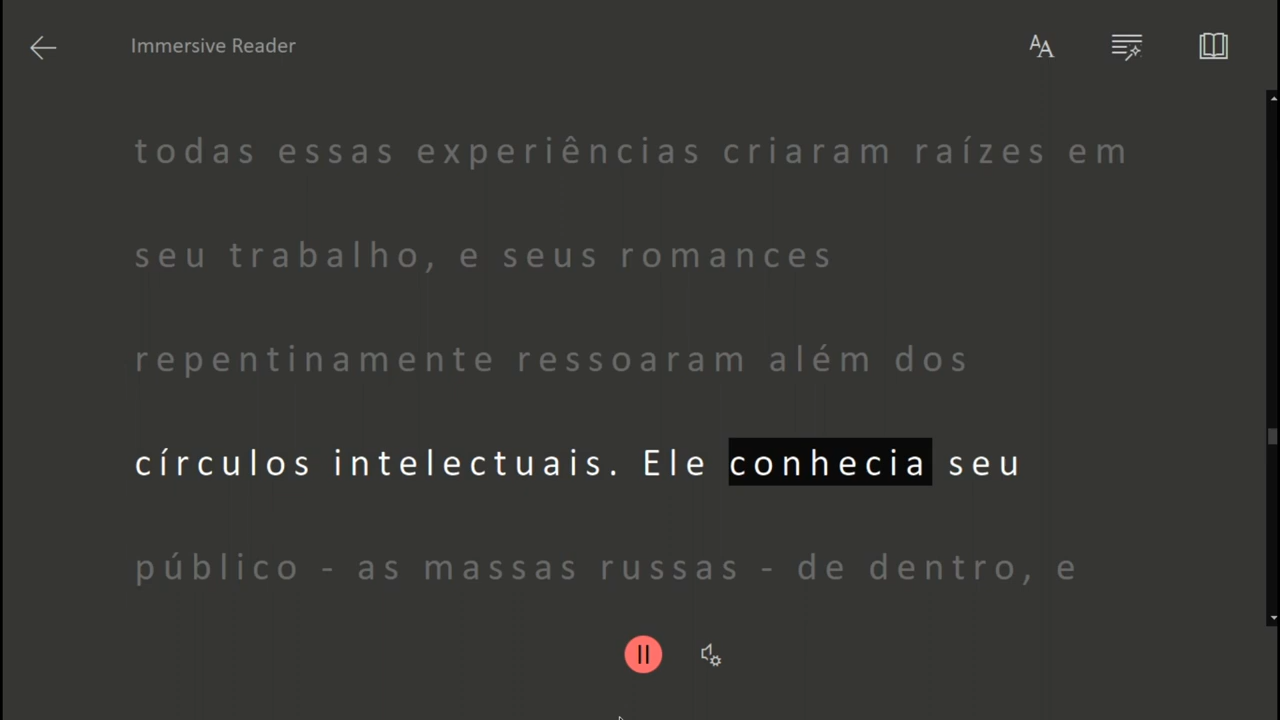 Immersive Reader
todas essas experiências criaram raízes em
seu trabalho, e seus romances
repentinamente ressoaram além dos
círculos intelectuais. Ele conhecia seu
público - as massas russas - de dentro, e